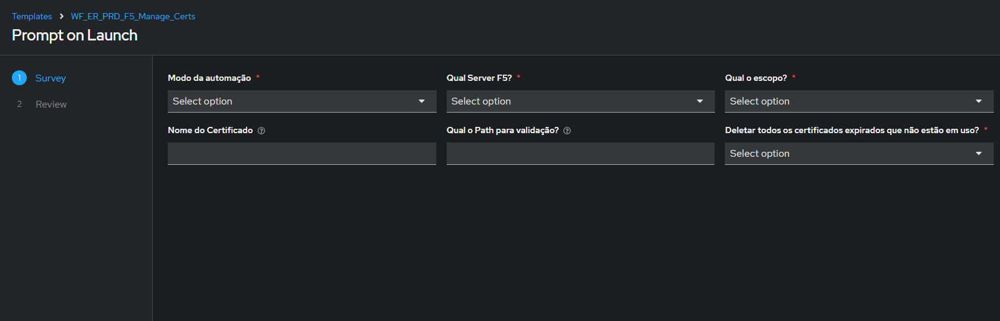 Templates > WF_ER_PRD_F5_Manage_Certs
Prompt on Launch
1 Survey
2 Review
Modo da automação *
Qual Server F5? *
Qual o escopo? *
Select option
Select option
Select option
Nome do Certificado
Qual o Path para validação?
Deletar todos os certificados expirados que não estão em uso? *
Select option